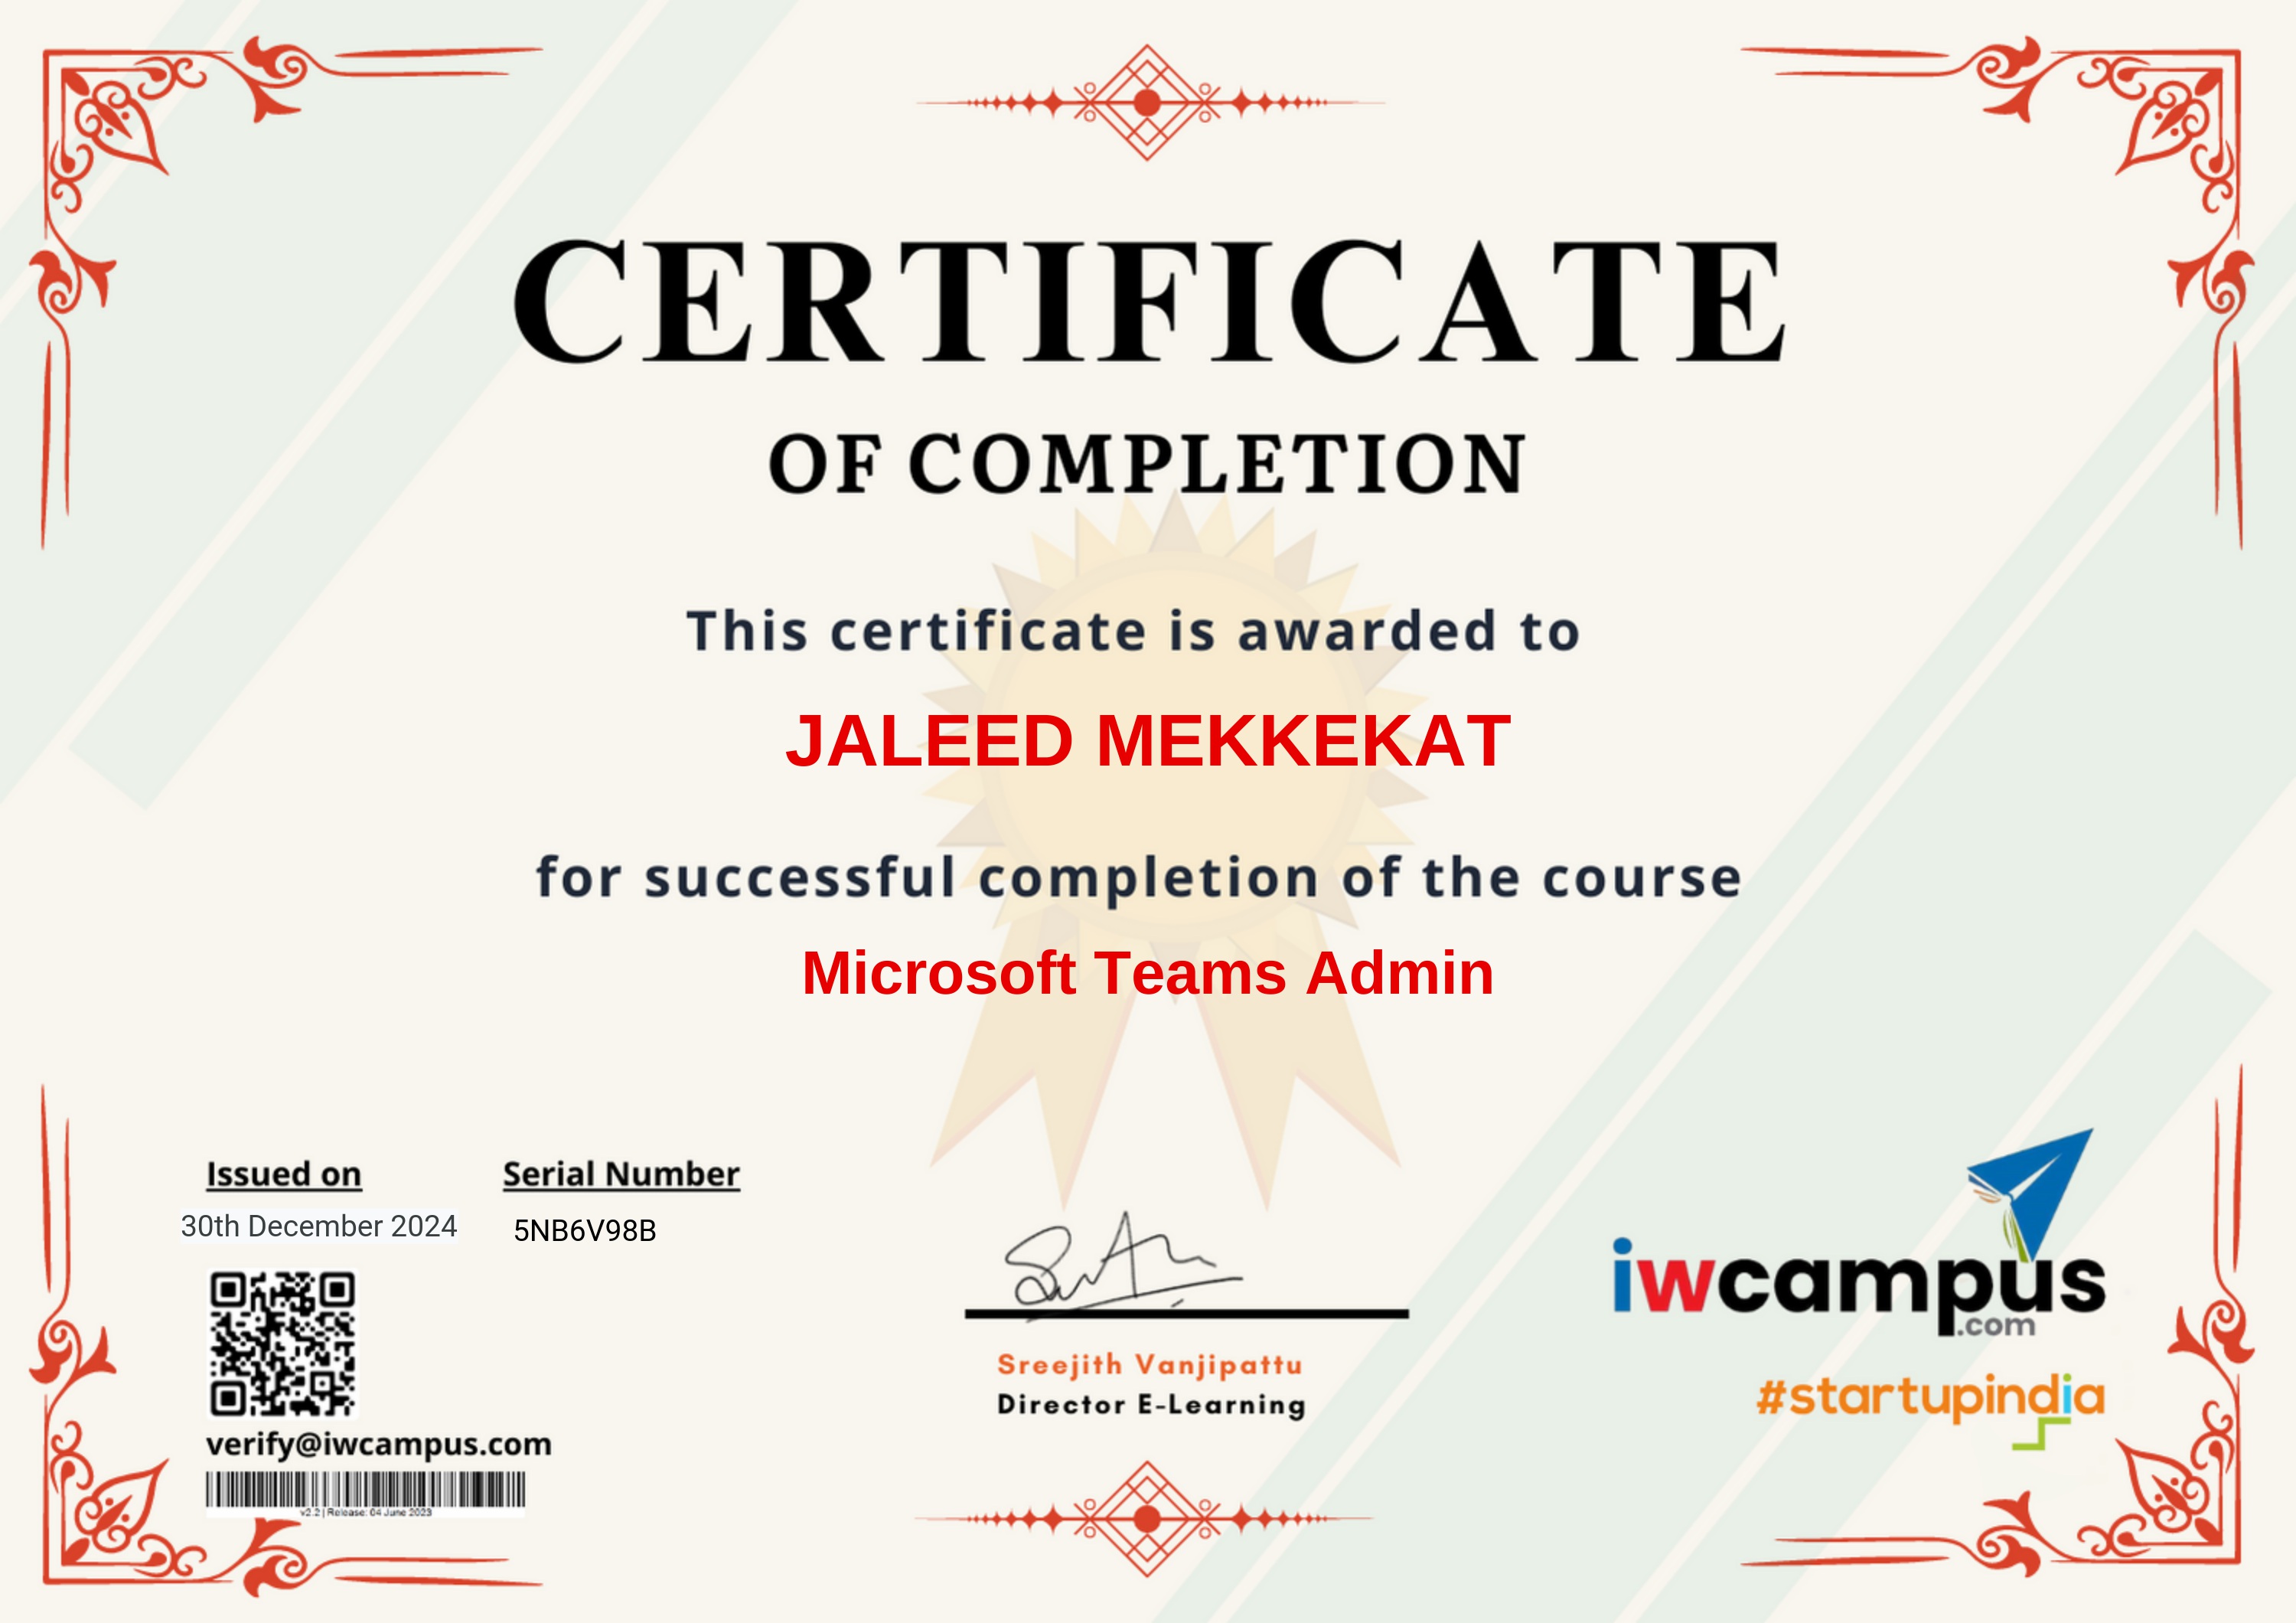 CERTIFICATE
OF COMPLETION
This certificate is awarded to
JALEED MEKKEKAT
for successful completion of the course
Microsoft Teams Admin
Issued on
30th December 2024
Serial Number
5NB6V98B
verify@iwcampus.com
v2.2 | Release: 04 June 2023
Sreejith Vanjipattu
Director E-Learning
iwcampus
.com
#startupindia